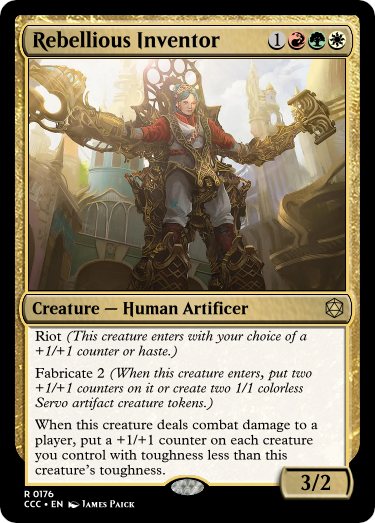 Rebellious Inventor 1
Creature — Human Artificer
Riot (This creature enters with your choice of a
+1/+1 counter or haste.)
Fabricate 2 (When this creature enters, put two
+1/+1 counters on it or create two 1/1 colorless
Servo artifact creature tokens.)
When this creature deals combat damage to a
player, put a +1/+1 counter on each creature
you control with toughness less than this
creature's toughness.
3/2
R 0176
CCC • EN James Paick